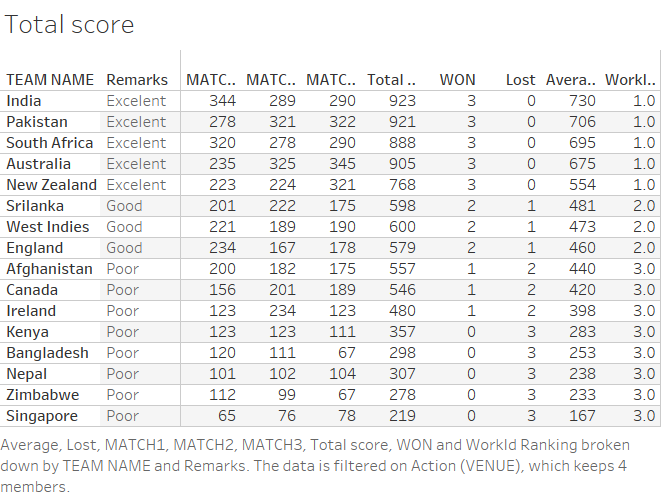 Total score
TEAM NAME Remarks MATC.. MATC.. MATC.. Total .. WON Lost Avera.. Workl..
India Excelent 344 289 290 923 3 0 730 1.0
Pakistan Excelent 278 321 322 921 3 0 706 1.0
South Africa Excelent 320 278 290 888 3 0 695 1.0
Australia Excelent 235 325 345 905 3 0 675 1.0
New Zealand Excelent 223 224 321 768 3 0 554 1.0
Srilanka Good 201 222 175 598 2 1 481 2.0
West Indies Good 221 189 190 600 2 1 473 2.0
England Good 234 167 178 579 2 1 460 2.0
Afghanistan Poor 200 182 175 557 1 2 440 3.0
Canada Poor 156 201 189 546 1 2 420 3.0
Ireland Poor 123 234 123 480 1 2 398 3.0
Kenya Poor 123 123 111 357 0 3 283 3.0
Bangladesh Poor 120 111 67 298 0 3 253 3.0
Nepal Poor 101 102 104 307 0 3 238 3.0
Zimbabwe Poor 112 99 67 278 0 3 233 3.0
Singapore Poor 65 76 78 219 0 3 167 3.0
Average, Lost, MATCH1, MATCH2, MATCH3, Total score, WON and Workld Ranking broken
down by TEAM NAME and Remarks. The data is filtered on Action (VENUE), which keeps 4
members.